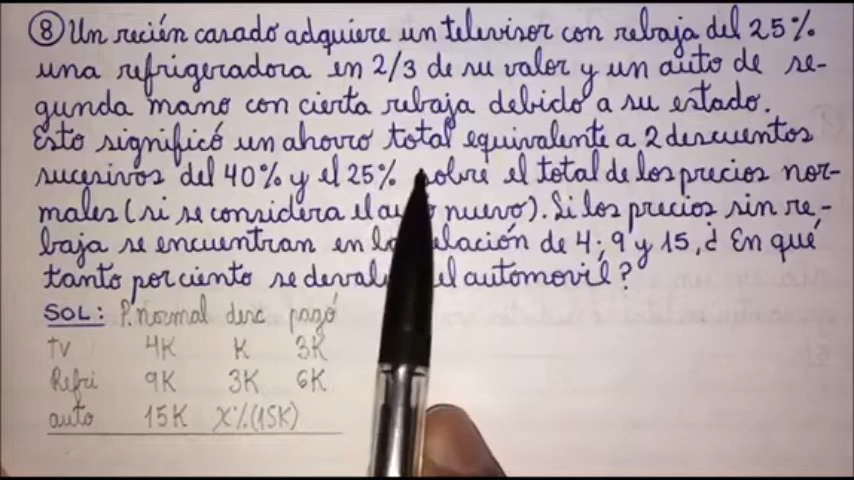 ⑧ Un recién casado adquiere un televisor con rebaja del 25%
una refrigeradora en 2/3 de su valor y un auto de se-
gunda mano con cierta rebaja debido a su estado.
Esto significó un ahorro total equivalente a 2 descuentos
sucesivos del 40% y el 25% sobre el total de los precios nor-
males (si se considera el auto nuevo). Si los precios sin re-
baja se encuentran en la relación de 4; 9 y 15, ¿ En qué
tanto por ciento se el automovíl?
SOL: P.normal desc pagó
TV 4K K 3K
Refri 9K 3K 6K
auto 15K X%(15K)